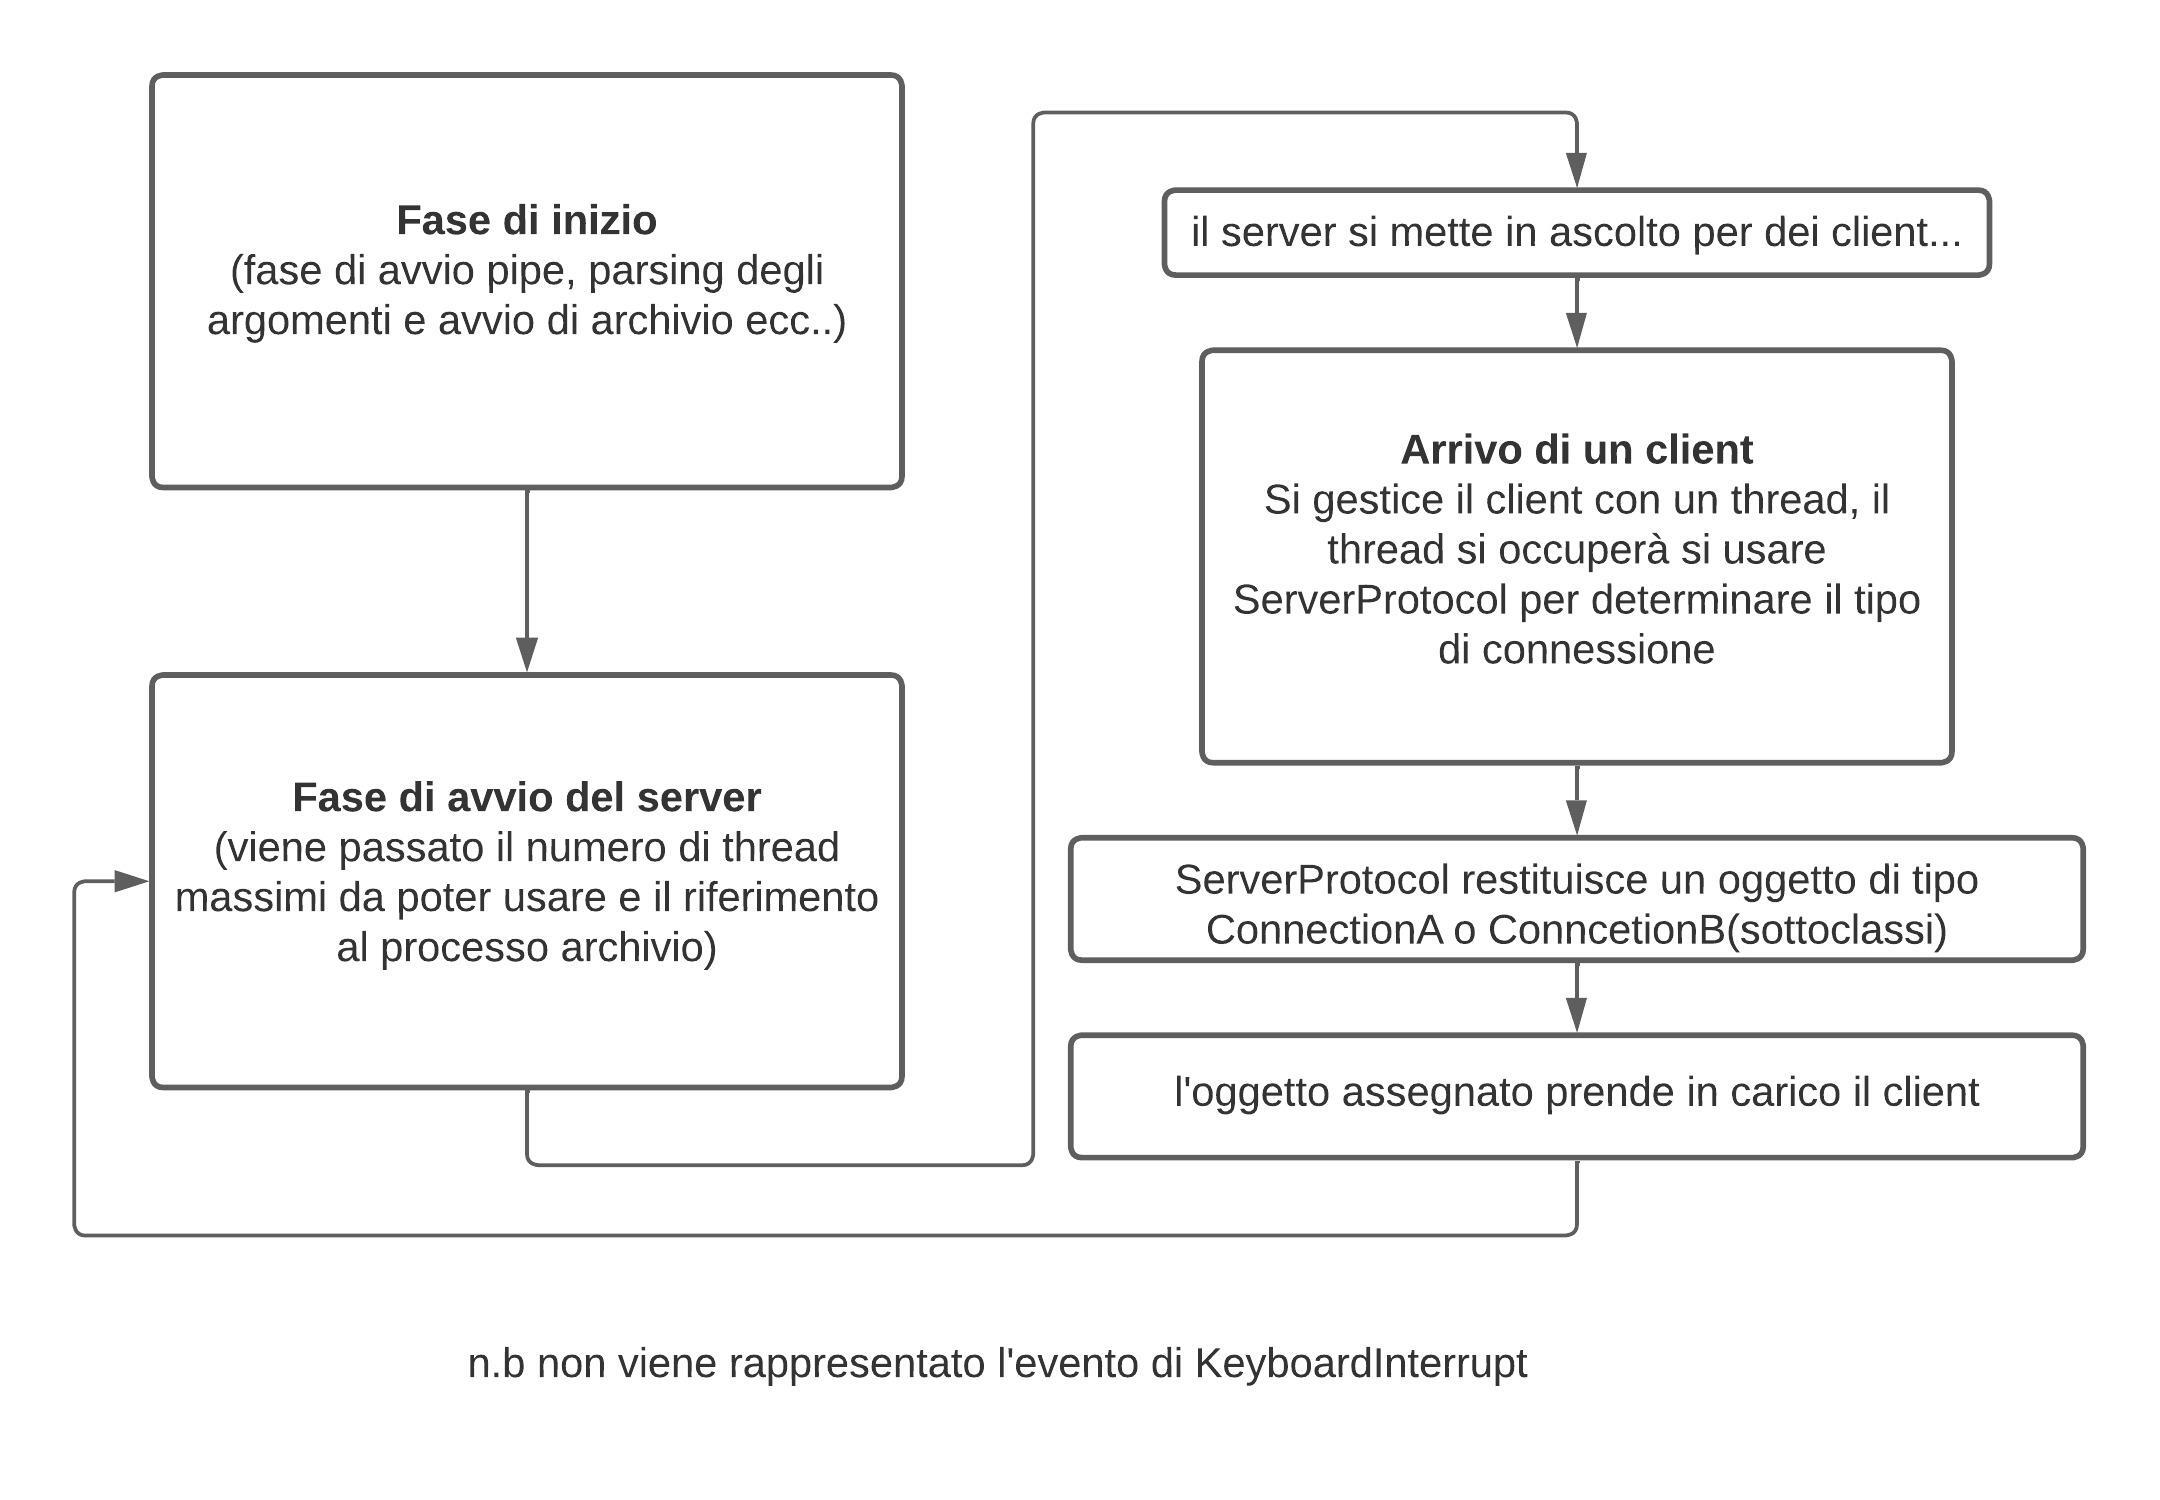 Fase di inizio
(fase di avvio pipe, parsing degli
argomenti e avvio di archivio ecc..)
Fase di avvio del server
(viene passato il numero di thread
massimi da poter usare e il riferimento
al processo archivio)
il server si mette in ascolto per dei client...
Arrivo di un client
Si gestice il client con un thread, il
thread si occuperà si usare
ServerProtocol per determinare il tipo
di connessione
ServerProtocol restituisce un oggetto di tipo
ConnectionA o ConncetionB(sottoclassi)
l'oggetto assegnato prende in carico il client
n.b non viene rappresentato l'evento di KeyboardInterrupt